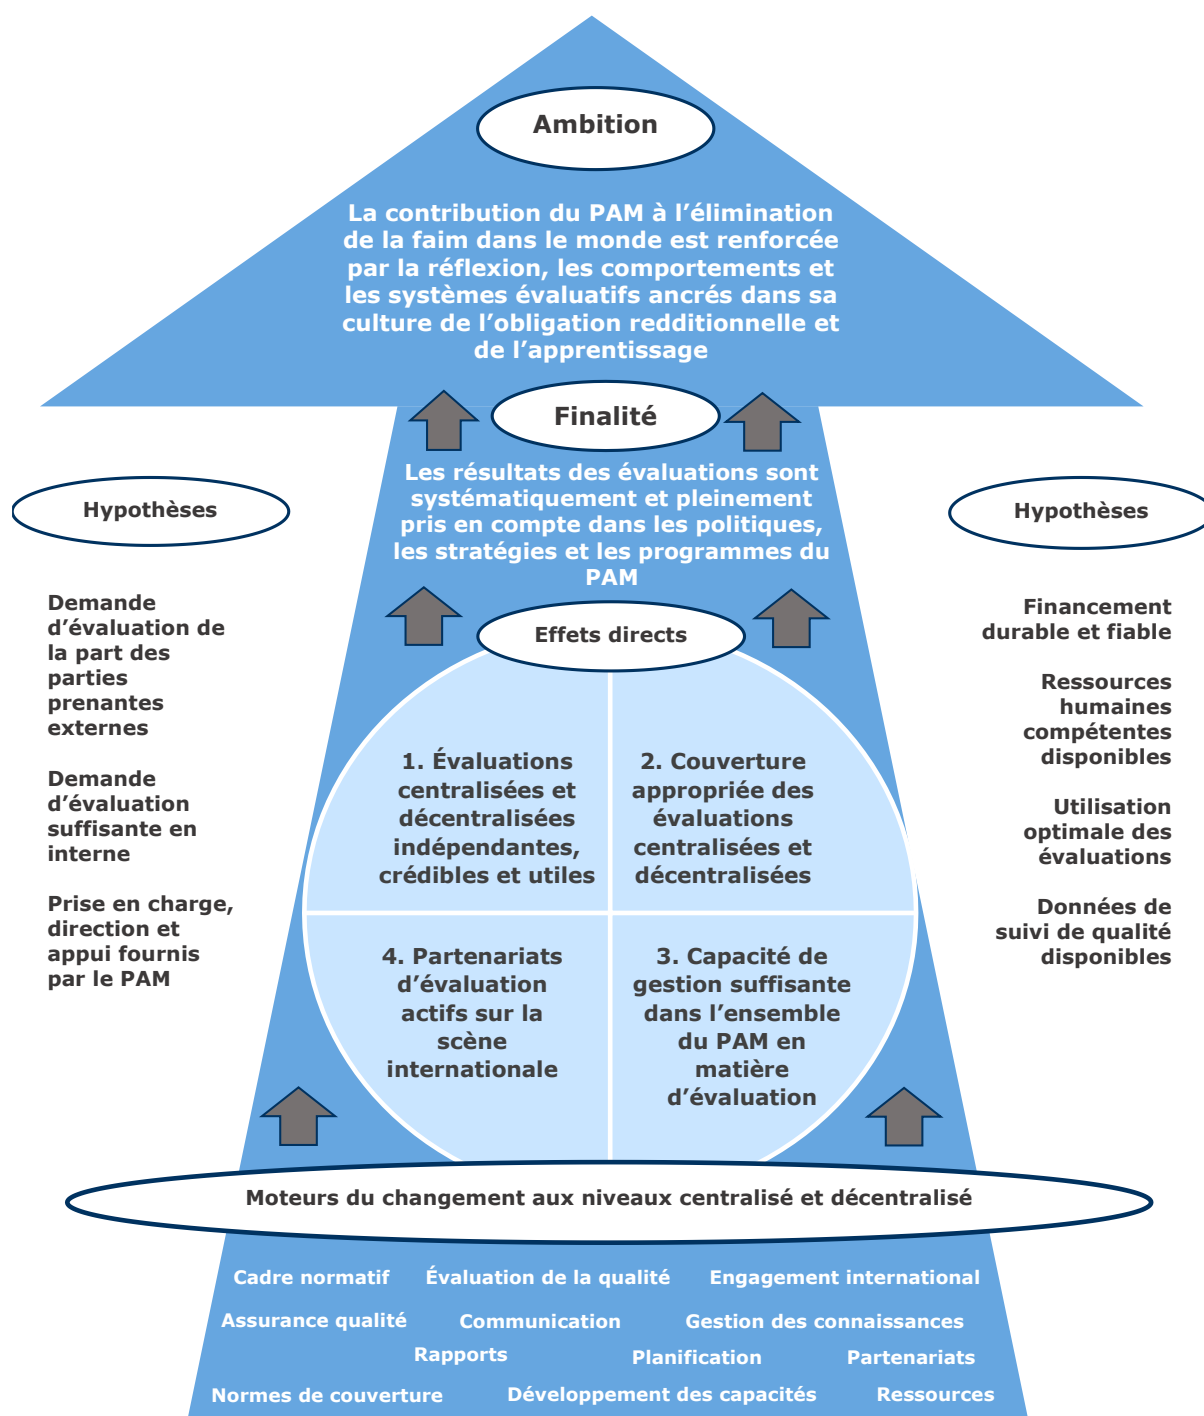 Ambition
La contribution du PAM à l’élimination
de la faim dans le monde est renforcée
par la réflexion, les comportements et
les systèmes évaluatifs ancrés dans sa
culture de l’obligation redditionnelle et
de l’apprentissage
Finalité
Les résultats des évaluations sont
systématiquement et pleinement
pris en compte dans les politiques,
les stratégies et les programmes du
PAM
Hypothèses
Demande
d’évaluation de
la part des
parties
prenantes
externes
Demande
d’évaluation
suffisante en
interne
Prise en charge,
direction et
appui fournis
par le PAM
Hypothèses
Financement
durable et fiable
Ressources
humaines
compétentes
disponibles
Utilisation
optimale des
évaluations
Données de
suivi de qualité
disponibles
Effets directs
1. Évaluations
centralisées et
décentralisées
indépendantes,
crédibles et utiles
2. Couverture
appropriée des
évaluations
centralisées et
décentralisées
4. Partenariats
d’évaluation
actifs sur la
scène
internationale
3. Capacité de
gestion suffisante
dans l’ensemble
du PAM en
matière
d’évaluation
Moteurs du changement aux niveaux centralisé et décentralisé
Cadre normatif Évaluation de la qualité Engagement international
Assurance qualité Communication Gestion des connaissances
Rapports Planification Partenariats
Normes de couverture Développement des capacités Ressources